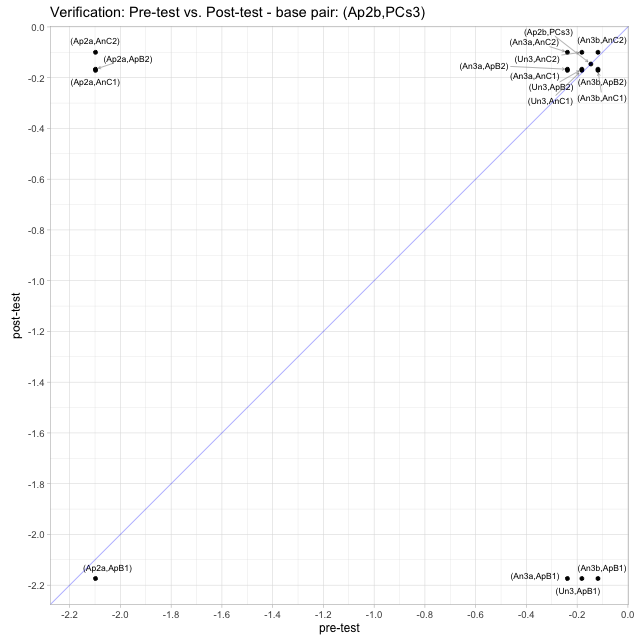 Verification: Pre-test vs. Post-test - base pair: (Ap2b,PCs3)
0.0
-0.2
-0.4
-0.6
-0.8
-1.0
-1.2
-1.4
-1.6
-1.8
-2.0
-2.2
post-test
(Ap2a,AnC2)
(Ap2a,ApB2)
(Ap2a,AnC1)
(Ap2b,PCs3)
(An3a,AnC2)
(An3b,AnC2)
(Un3,AnC2)
(An3a,ApB2)
(An3a,AnC1)
(An3b,ApB2)
(Un3,ApB2)
(An3b,AnC1)
(Un3,AnC1)
(Ap2a,ApB1)
(An3a,ApB1)
(An3b,ApB1)
(Un3,ApB1)
-2.2 -2.0 -1.8 -1.6 -1.4 -1.2 -1.0 -0.8 -0.6 -0.4 -0.2 0.0
pre-test